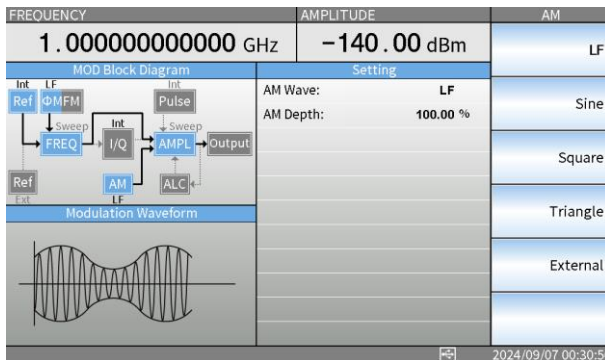 FREQUENCY AMPLITUDE AM
1.000000000000 GHz -140.00 dBm
LF
MOD Block Diagram Setting
Int LF Int
Ref ΦM FM Pulse
Sweep Int Sweep
FREQ I/Q AMPL Output
Ref AM ALC
Ext LF
AM Wave: LF
AM Depth: 100.00 %
Sine
Square
Modulation Waveform
Triangle
External
2024/09/07 00:30:5